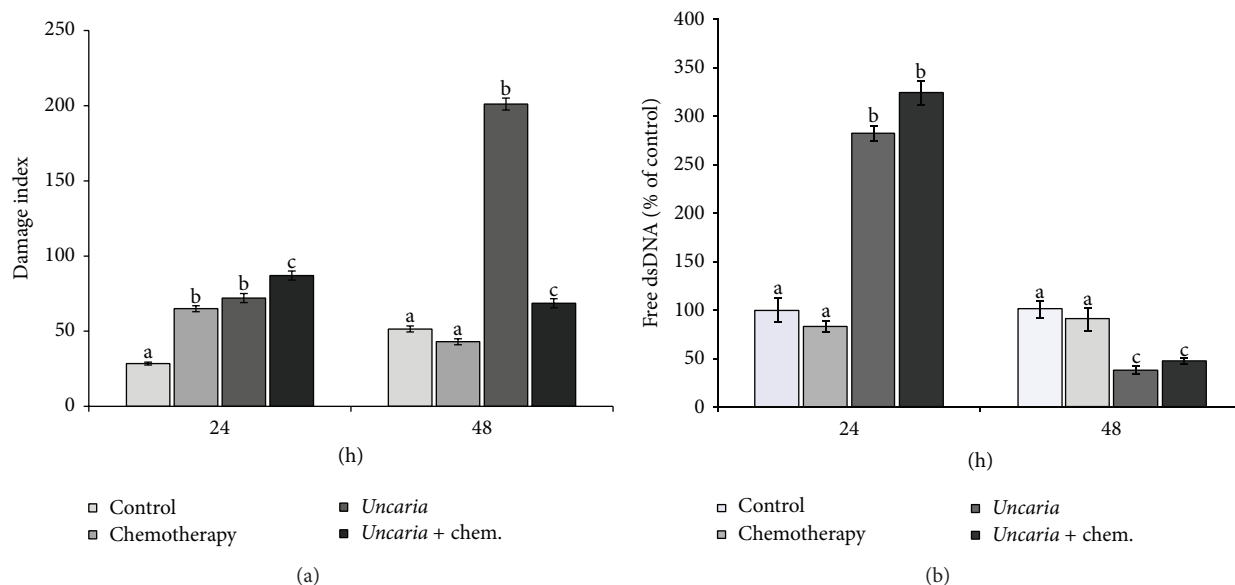 250
200
150
100
50
0
Damage index
a
b
b
c
a
a
b
c
24
48
(h)
Control
Chemotherapy
Uncaria
Uncaria + chem.
(a)
400
350
300
250
200
150
100
50
0
Free dsDNA (% of control)
a
a
b
b
a
a
c
c
24
48
(h)
Control
Chemotherapy
Uncaria
Uncaria + chem.
(b)